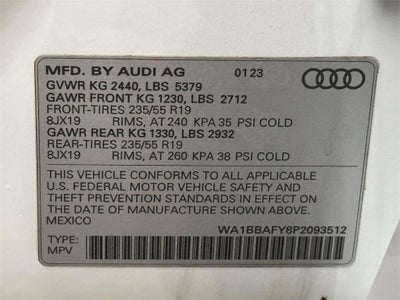 MFD. BY AUDI AG 0123
GVWR KG 2440, LBS 5379
GAWR FRONT KG 1230, LBS 2712
FRONT-TIRES 235/55 R19
8JX19 RIMS, AT 240 KPA 35 PSI COLD
GAWR REAR KG 1330, LBS 2932
REAR-TIRES 235/55 R19
8JX19 RIMS, AT 260 KPA 38 PSI COLD
THIS VEHICLE CONFORMS TO ALL APPLICABLE
U.S. FEDERAL MOTOR VEHICLE SAFETY AND
THEFT PREVENTION STANDARDS IN EFFECT ON
THE DATE OF MANUFACTURE SHOWN ABOVE.
MEXICO
WA1BBAFY8P2093512
TYPE:
MPV